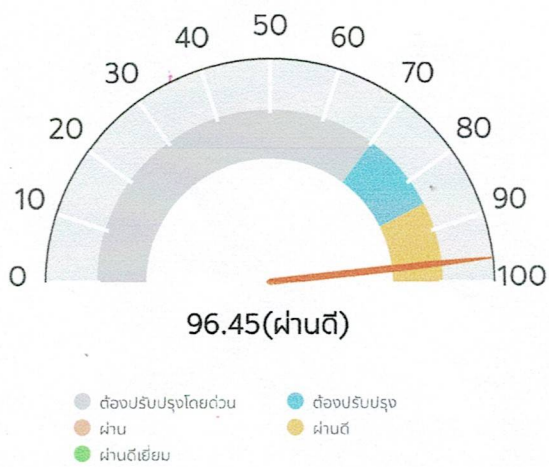 50
40 60
30 70
20 80
10 90
0 100
96.45(ผ่านดี)
ต้องปรับปรุงโดยด่วน ต้องปรับปรุง
ผ่าน ผ่านดี
ผ่านดีเยี่ยม